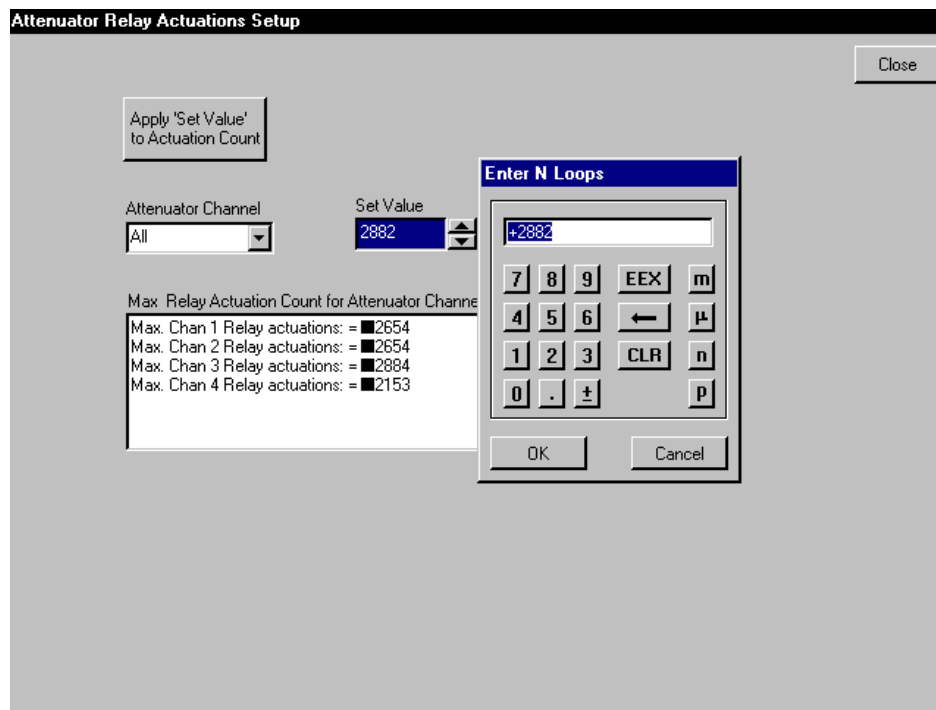 Attenuator Relay Actuations Setup
Close
Apply 'Set Value'
to Actuation Count
Attenuator Channel
All
Set Value
2882
Max Relay Actuation Count for Attenuator Channe
Max. Chan 1 Relay actuations: = ■2654
Max. Chan 2 Relay actuations: = ■2654
Max. Chan 3 Relay actuations: = ■2884
Max. Chan 4 Relay actuations: = ■2153
Enter N Loops
+2882
7 8 9 EEX m
4 5 6 ← µ
1 2 3 CLR n
0 . ± p
OK Cancel